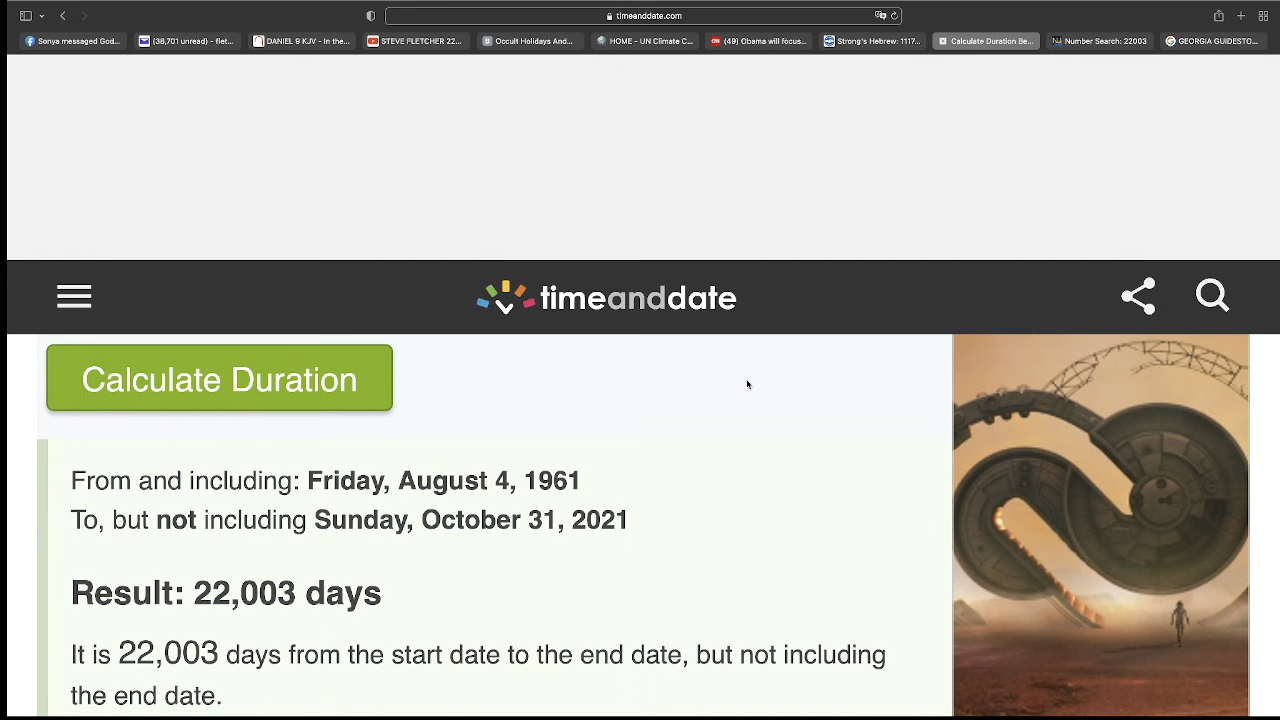 timeanddate.com
Sonya messaged God...
(38,701 unread) - flet...
DANIEL 9 KJV - In the...
STEVE FLETCHER 22...
Occult Holidays And...
HOME – UN Climate C...
(49) Obama will focus...
Strong's Hebrew: 1117...
Calculate Duration Be...
Number Search: 22003
GEORGIA GUIDESTO...
timeanddate
Calculate Duration
From and including: Friday, August 4, 1961
To, but not including Sunday, October 31, 2021
Result: 22,003 days
It is 22,003 days from the start date to the end date, but not including
the end date.